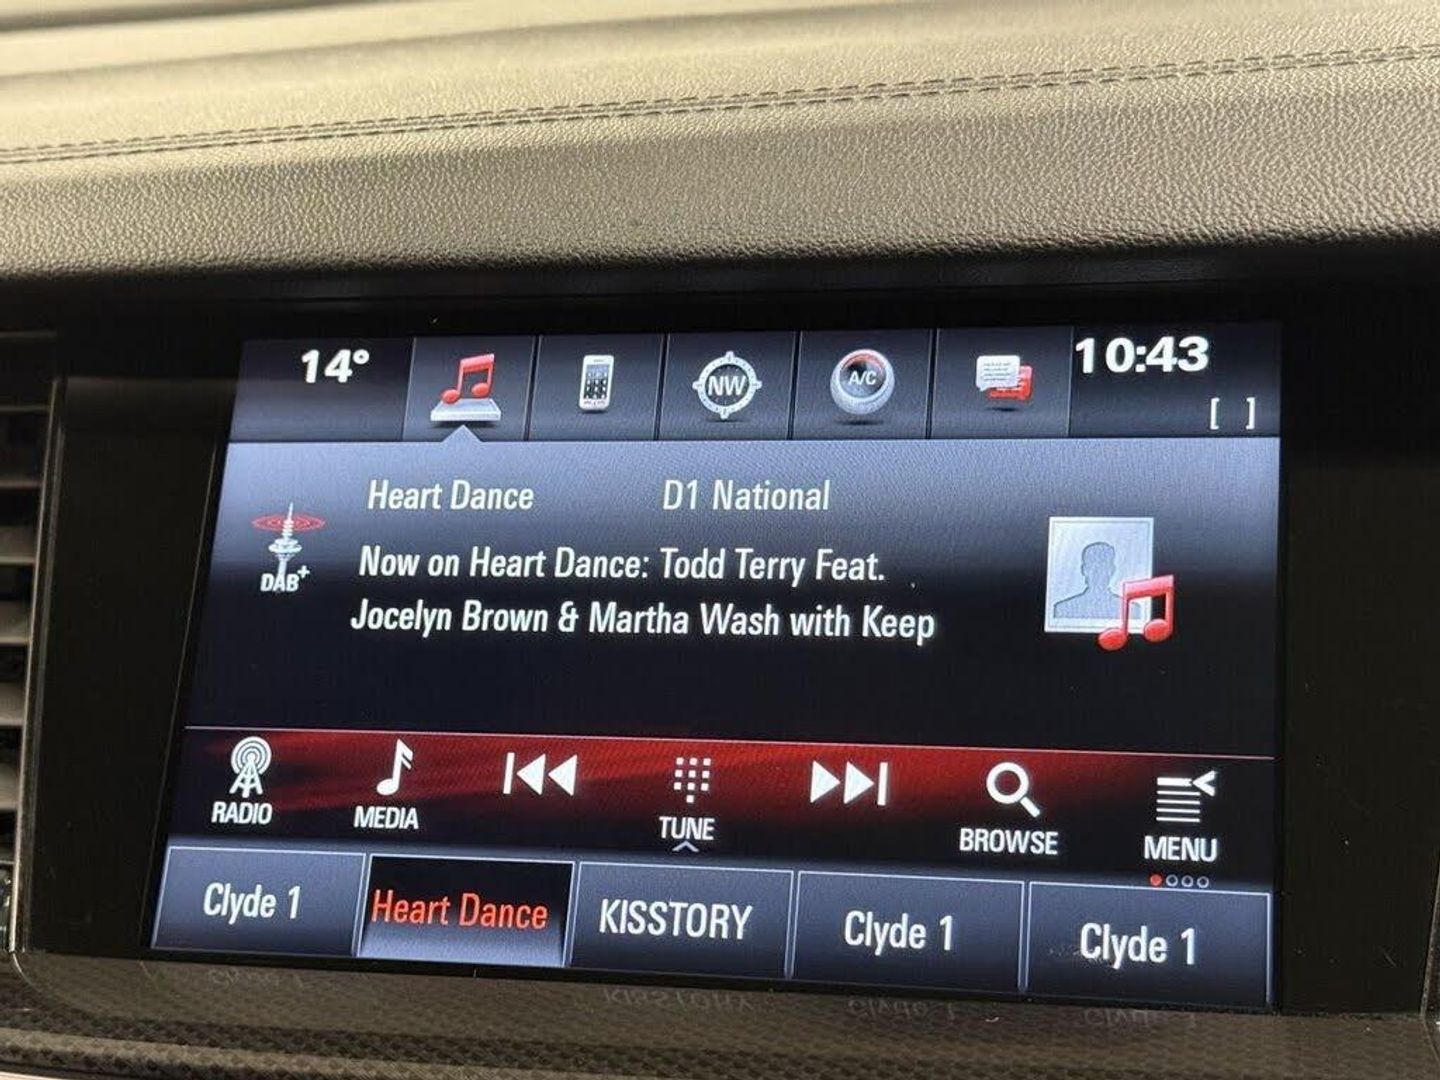 14°
NW
A/C
10:43
[ ]
Heart Dance
D1 National
DAB+
Now on Heart Dance: Todd Terry Feat.
Jocelyn Brown & Martha Wash with Keep
RADIO
MEDIA
TUNE
BROWSE
MENU
Clyde 1
Heart Dance
KISSTORY
Clyde 1
Clyde 1